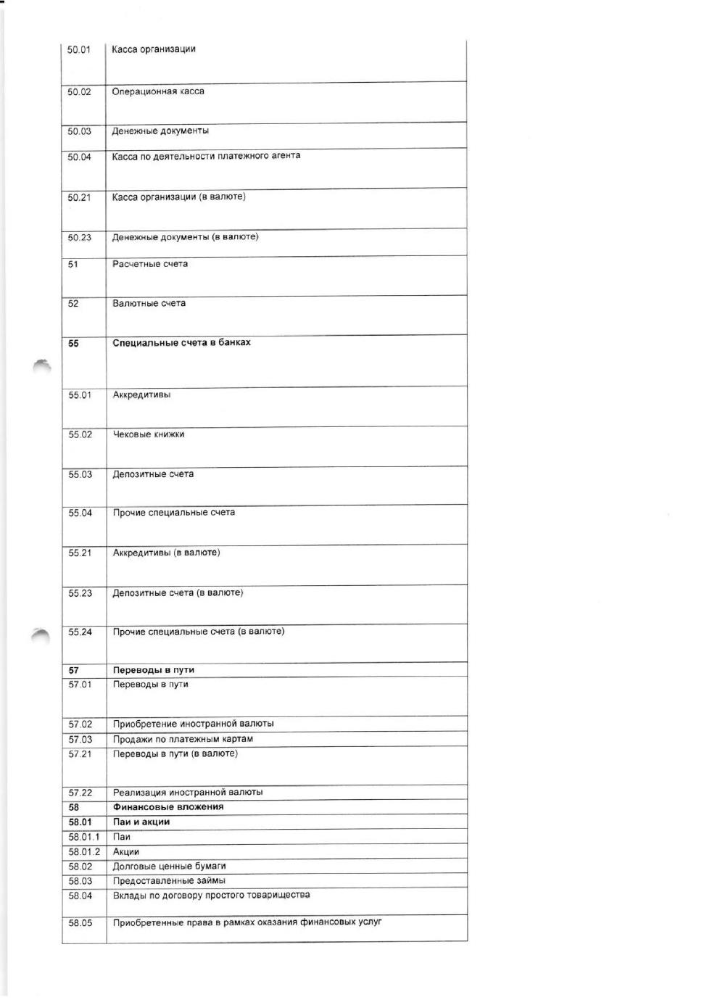 50.01 Касса организации
50.02 Операционная касса
50.03 Денежные документы
50.04 Касса по деятельности платежного агента
50.21 Касса организации (в валюте)
50.23 Денежные документы (в валюте)
51 Расчетные счета
52 Валютные счета
55 Специальные счета в банках
55.01 Аккредитивы
55.02 Чековые книжки
55.03 Депозитные счета
55.04 Прочие специальные счета
55.21 Аккредитивы (в валюте)
55.23 Депозитные счета (в валюте)
55.24 Прочие специальные счета (в валюте)
57 Переводы в пути
57.01 Переводы в пути
57.02 Приобретение иностранной валюты
57.03 Продажи по платежным картам
57.21 Переводы в пути (в валюте)
57.22 Реализация иностранной валюты
58 Финансовые вложения
58.01 Паи и акции
58.01.1 Паи
58.01.2 Акции
58.02 Долговые ценные бумаги
58.03 Предоставленные займы
58.04 Вклады по договору простого товарищества
58.05 Приобретенные права в рамках оказания финансовых услуг